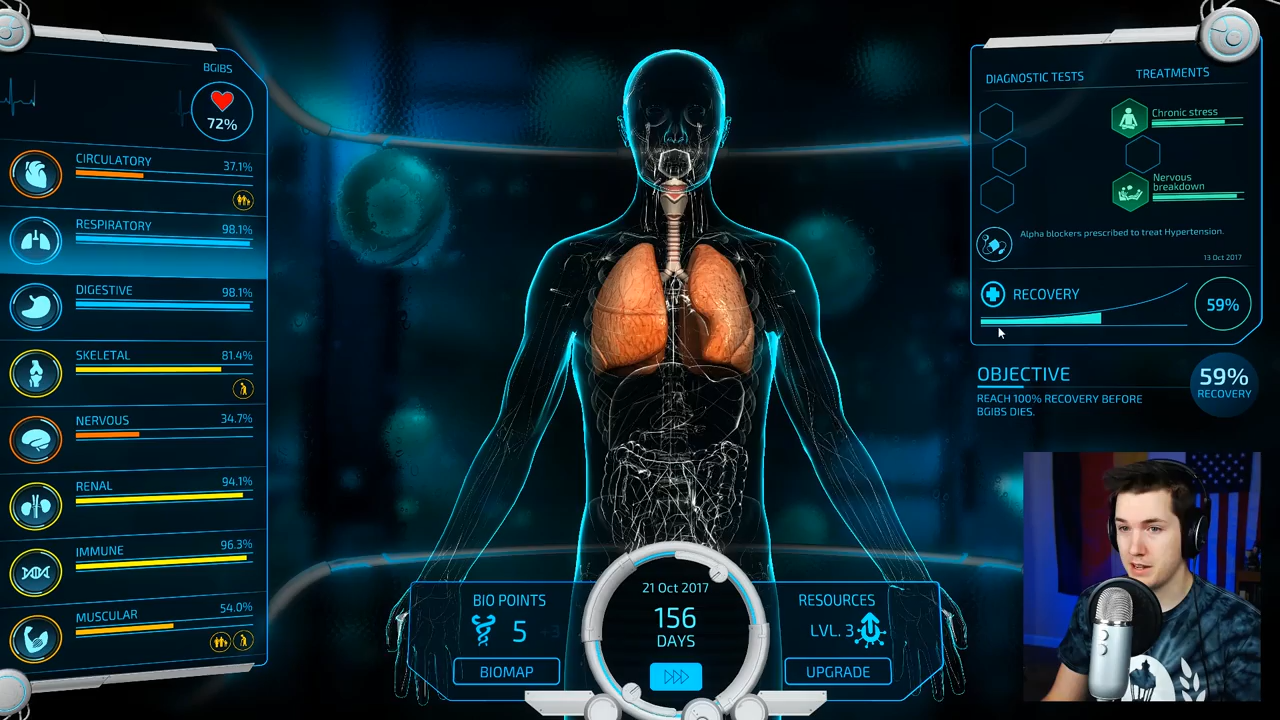 BGIBS
72%
CIRCULATORY 37.1%
RESPIRATORY 98.1%
DIGESTIVE 98.1%
SKELETAL 81.4%
NERVOUS 34.7%
RENAL 94.1%
IMMUNE 96.3%
MUSCULAR 54.0%
21 Oct 2017
156
DAYS
BIO POINTS
5 +3
BIOMAP
RESOURCES
LVL. 3
UPGRADE
DIAGNOSTIC TESTS TREATMENTS
Chronic stress
Nervous
breakdown
Alpha blockers prescribed to treat Hypertension.
13 Oct 2017
RECOVERY 59%
OBJECTIVE
REACH 100% RECOVERY BEFORE
BGIBS DIES.
59%
RECOVERY